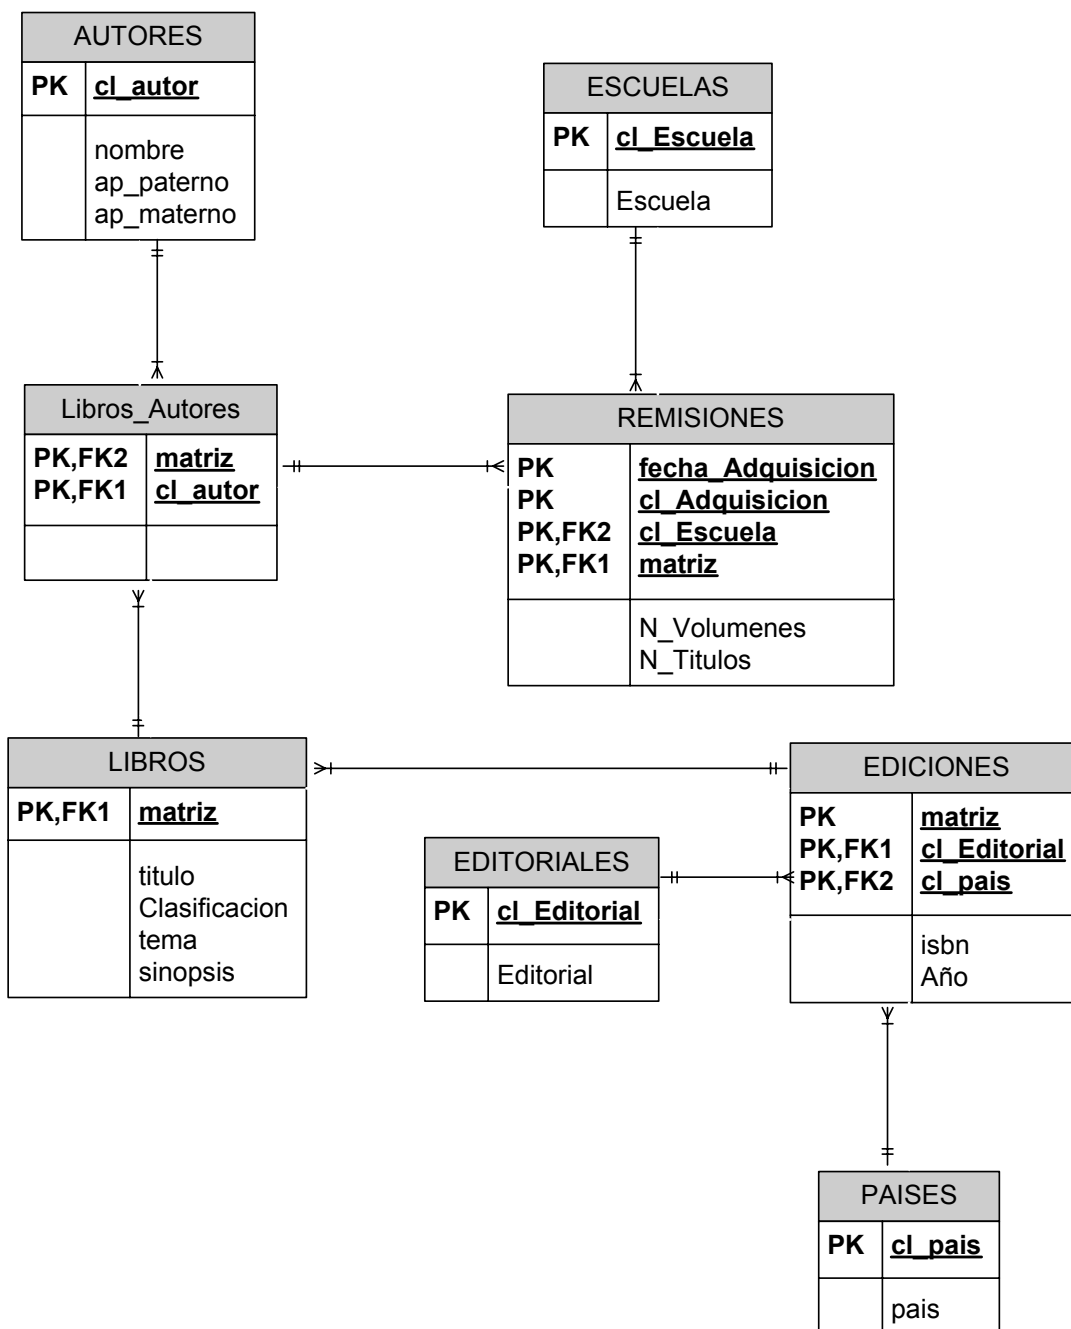 AUTORES
PK cl_autor
nombre
ap_paterno
ap_materno
ESCUELAS
PK cl_Escuela
Escuela
Libros_Autores
PK,FK2 matriz
PK,FK1 cl_autor
REMISIONES
PK fecha_Adquisicion
PK cl_Adquisicion
PK,FK2 cl_Escuela
PK,FK1 matriz
N_Volumenes
N_Titulos
LIBROS
PK,FK1 matriz
titulo
Clasificacion
tema
sinopsis
EDITORIALES
PK cl_Editorial
Editorial
EDICIONES
PK matriz
PK,FK1 cl_Editorial
PK,FK2 cl_pais
isbn
Año
PAISES
PK cl_pais
pais